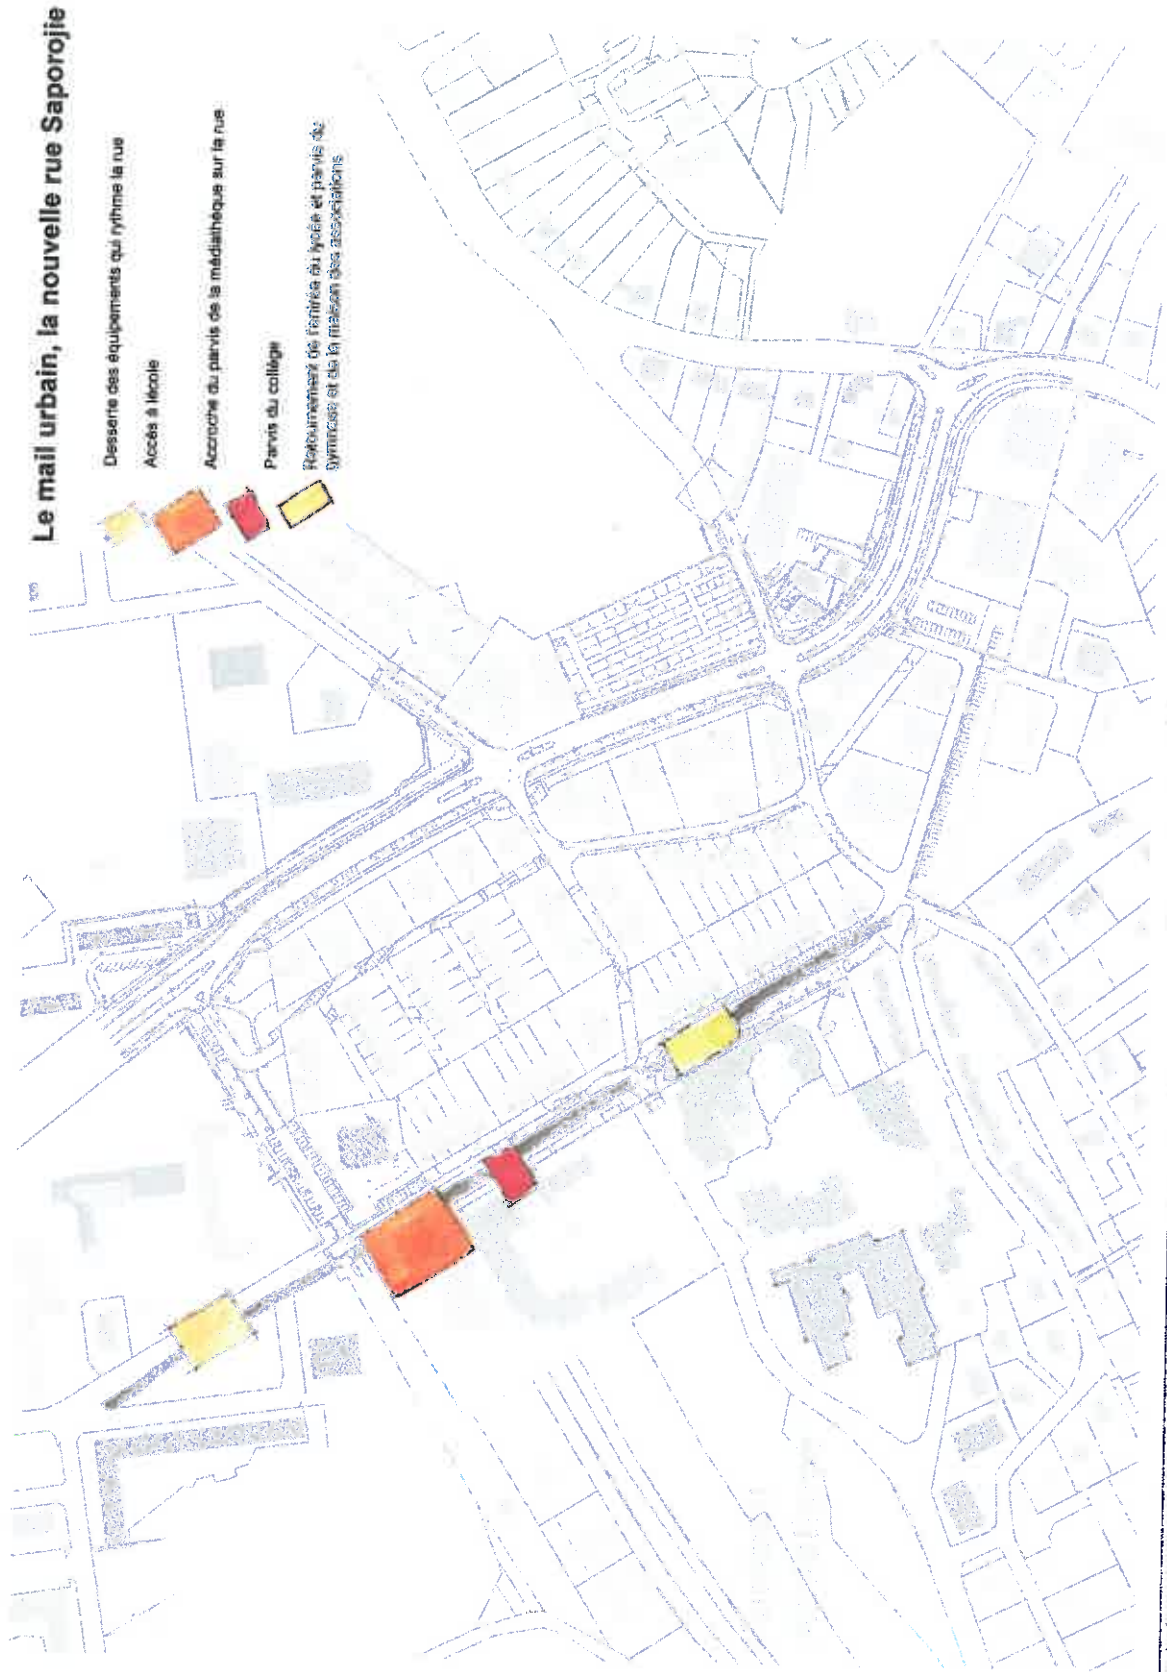 Le mail urbain, la nouvelle rue Saporojie
Desserte des équipements qui rythme la rue
Accès à lécole
Accroche du parvis de la médiathèque sur la rue
Parvis du collège
Retournement de l'entrée du lycée et parvis du
gymnase et de la maison des associations